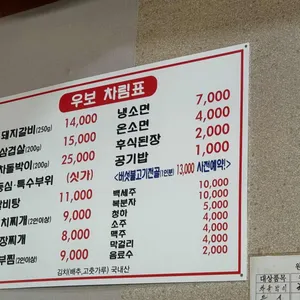 우보 차림표
돼지갈비(250g) 14,000
삼겹살(200g) 15,000
차돌박이(200g) 25,000
등심·특수부위 (싯가)
갈비탕 11,000
치찌개(2인이상) 9,000
장찌개 8,000
부찜(2인이상) 9,000
냉소면 7,000
온소면 4,000
후식된장 2,000
공기밥 1,000
<버섯불고기전골(1인분) 13,000 사전예약!>
백세주 10,000
복분자 10,000
청하 5,000
소주 4,000
맥주 4,000
막걸리 4,000
음료수 2,000
김치(배추,고춧가루) 국내산
대상품목